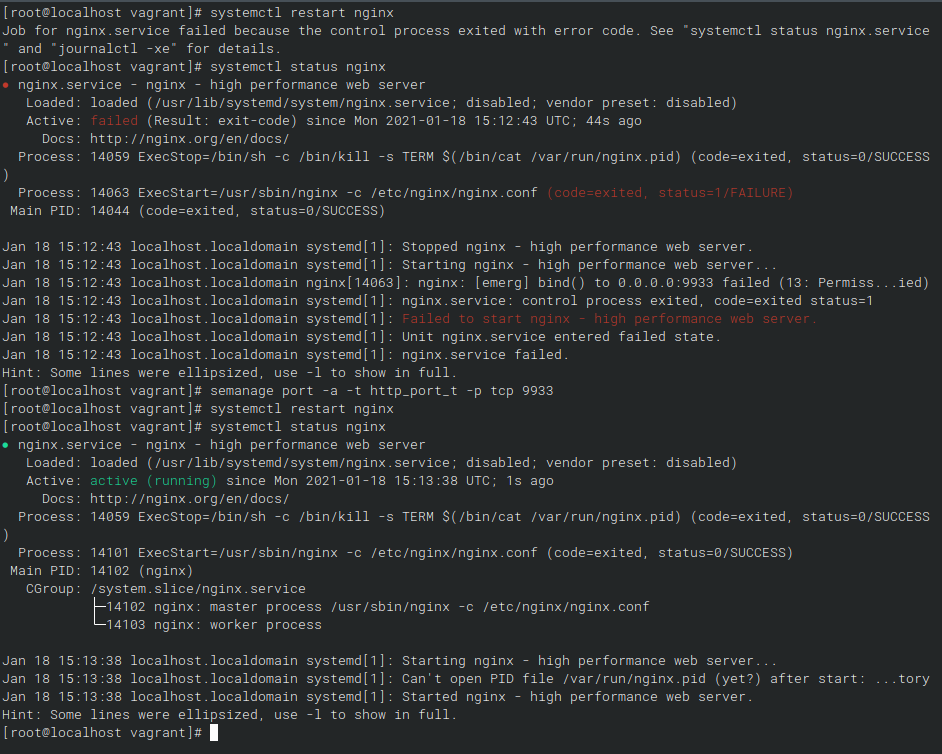 [root@localhost vagrant]# systemctl restart nginx
Job for nginx.service failed because the control process exited with error code. See "systemctl status nginx.service
" and "journalctl -xe" for details.
[root@localhost vagrant]# systemctl status nginx
● nginx.service - nginx - high performance web server
   Loaded: loaded (/usr/lib/systemd/system/nginx.service; disabled; vendor preset: disabled)
   Active: failed (Result: exit-code) since Mon 2021-01-18 15:12:43 UTC; 44s ago
     Docs: http://nginx.org/en/docs/
  Process: 14059 ExecStop=/bin/sh -c /bin/kill -s TERM $(/bin/cat /var/run/nginx.pid) (code=exited, status=0/SUCCESS
)
  Process: 14063 ExecStart=/usr/sbin/nginx -c /etc/nginx/nginx.conf (code=exited, status=1/FAILURE)
 Main PID: 14044 (code=exited, status=0/SUCCESS)

Jan 18 15:12:43 localhost.localdomain systemd[1]: Stopped nginx - high performance web server.
Jan 18 15:12:43 localhost.localdomain systemd[1]: Starting nginx - high performance web server...
Jan 18 15:12:43 localhost.localdomain nginx[14063]: nginx: [emerg] bind() to 0.0.0.0:9933 failed (13: Permiss...ied)
Jan 18 15:12:43 localhost.localdomain systemd[1]: nginx.service: control process exited, code=exited status=1
Jan 18 15:12:43 localhost.localdomain systemd[1]: Failed to start nginx - high performance web server.
Jan 18 15:12:43 localhost.localdomain systemd[1]: Unit nginx.service entered failed state.
Jan 18 15:12:43 localhost.localdomain systemd[1]: nginx.service failed.
Hint: Some lines were ellipsized, use -l to show in full.
[root@localhost vagrant]# semanage port -a -t http_port_t -p tcp 9933
[root@localhost vagrant]# systemctl restart nginx
[root@localhost vagrant]# systemctl status nginx
● nginx.service - nginx - high performance web server
   Loaded: loaded (/usr/lib/systemd/system/nginx.service; disabled; vendor preset: disabled)
   Active: active (running) since Mon 2021-01-18 15:13:38 UTC; 1s ago
     Docs: http://nginx.org/en/docs/
  Process: 14059 ExecStop=/bin/sh -c /bin/kill -s TERM $(/bin/cat /var/run/nginx.pid) (code=exited, status=0/SUCCESS
)
  Process: 14101 ExecStart=/usr/sbin/nginx -c /etc/nginx/nginx.conf (code=exited, status=0/SUCCESS)
 Main PID: 14102 (nginx)
   CGroup: /system.slice/nginx.service
           ├─14102 nginx: master process /usr/sbin/nginx -c /etc/nginx/nginx.conf
           └─14103 nginx: worker process

Jan 18 15:13:38 localhost.localdomain systemd[1]: Starting nginx - high performance web server...
Jan 18 15:13:38 localhost.localdomain systemd[1]: Can't open PID file /var/run/nginx.pid (yet?) after start: ...tory
Jan 18 15:13:38 localhost.localdomain systemd[1]: Started nginx - high performance web server.
Hint: Some lines were ellipsized, use -l to show in full.
[root@localhost vagrant]#